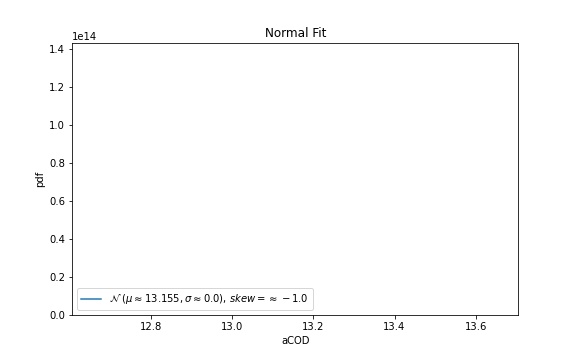 Normal Fit
1e14
1.4
1.2
1.0
0.8
0.6
0.4
0.2
0.0
pdf
𝒩(μ ≈ 13.155, σ ≈ 0.0), skew = ≈ −1.0
12.8 13.0 13.2 13.4 13.6
aCOD